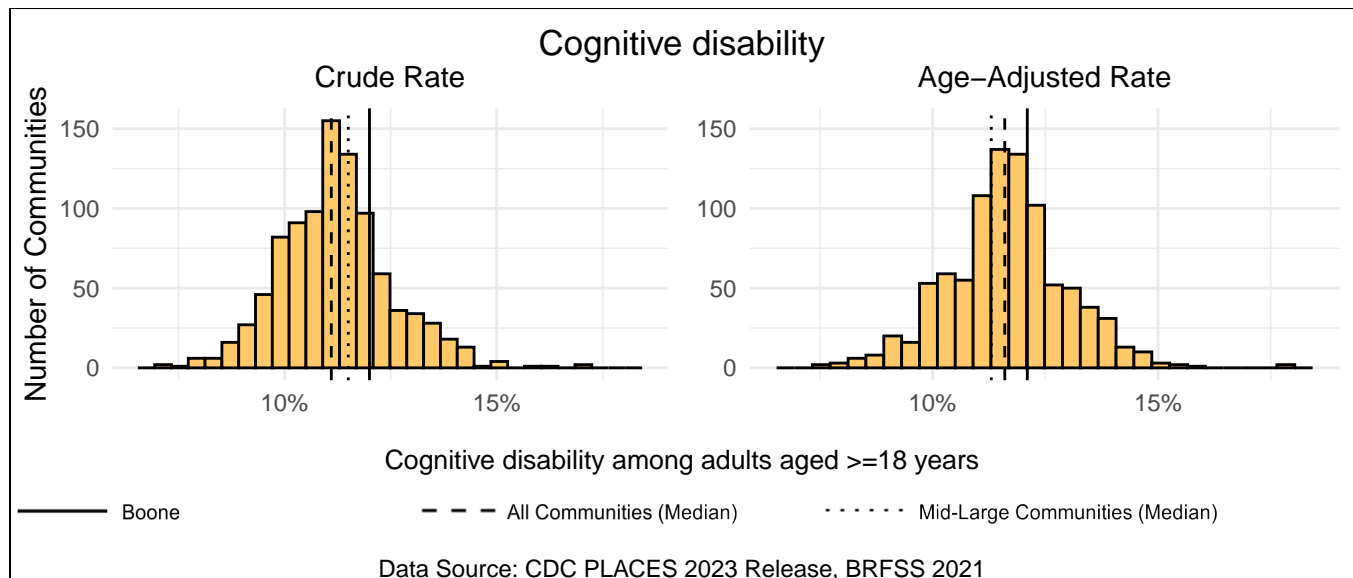 Cognitive disability
Crude Rate
Age−Adjusted Rate
Number of Communities
150
100
50
0
10%
15%
150
100
50
0
10%
15%
Cognitive disability among adults aged >=18 years
Boone
All Communities (Median)
Mid-Large Communities (Median)
Data Source: CDC PLACES 2023 Release, BRFSS 2021